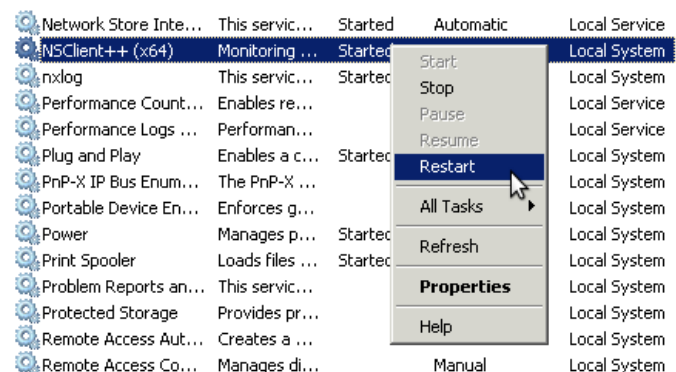 Network Store Inte... This servic... Started Automatic Local Service
NSClient++ (x64) Monitoring ... Started Local System
Start
nxlog This servic... Started Local System
Stop
Performance Count... Enables re... Local Service
Pause
Performance Logs ... Performan... Local Service
Resume
Plug and Play Enables a c... Started Local System
Restart
PnP-X IP Bus Enum... The PnP-X ... Local System
Portable Device En... Enforces g... All Tasks Local System
Power Manages p... Started Local System
Refresh
Print Spooler Loads files ... Started Local System
Problem Reports an... This servic... Properties Local System
Protected Storage Provides pr... Local System
Help
Remote Access Aut... Creates a ... Local System
Remote Access Co... Manages di... Manual Local System